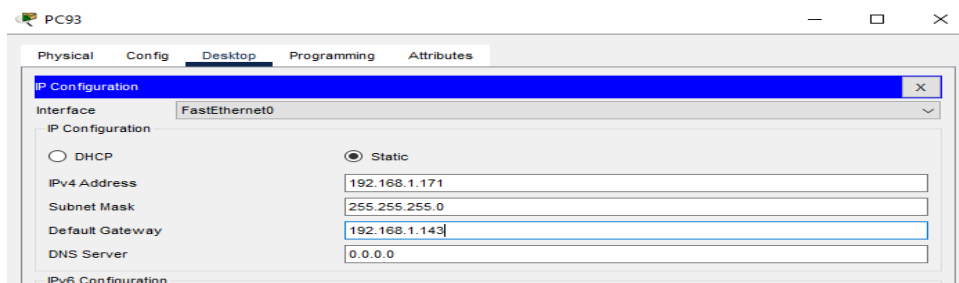 PC93
Physical Config Desktop Programming Attributes
IP Configuration X
Interface FastEthernet0
IP Configuration
DHCP Static
IPv4 Address 192.168.1.171
Subnet Mask 255.255.255.0
Default Gateway 192.168.1.143
DNS Server 0.0.0.0
IPv6 Configuration